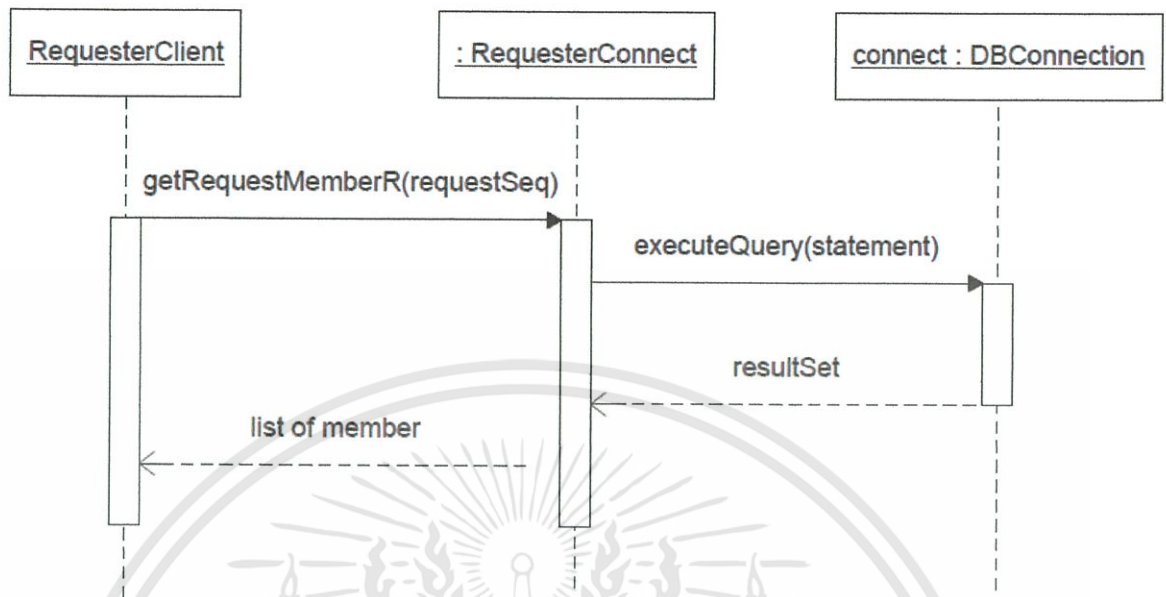 RequesterClient
: RequesterConnect
connect : DBConnection
getRequestMemberR(requestSeq)
executeQuery(statement)
resultSet
list of member